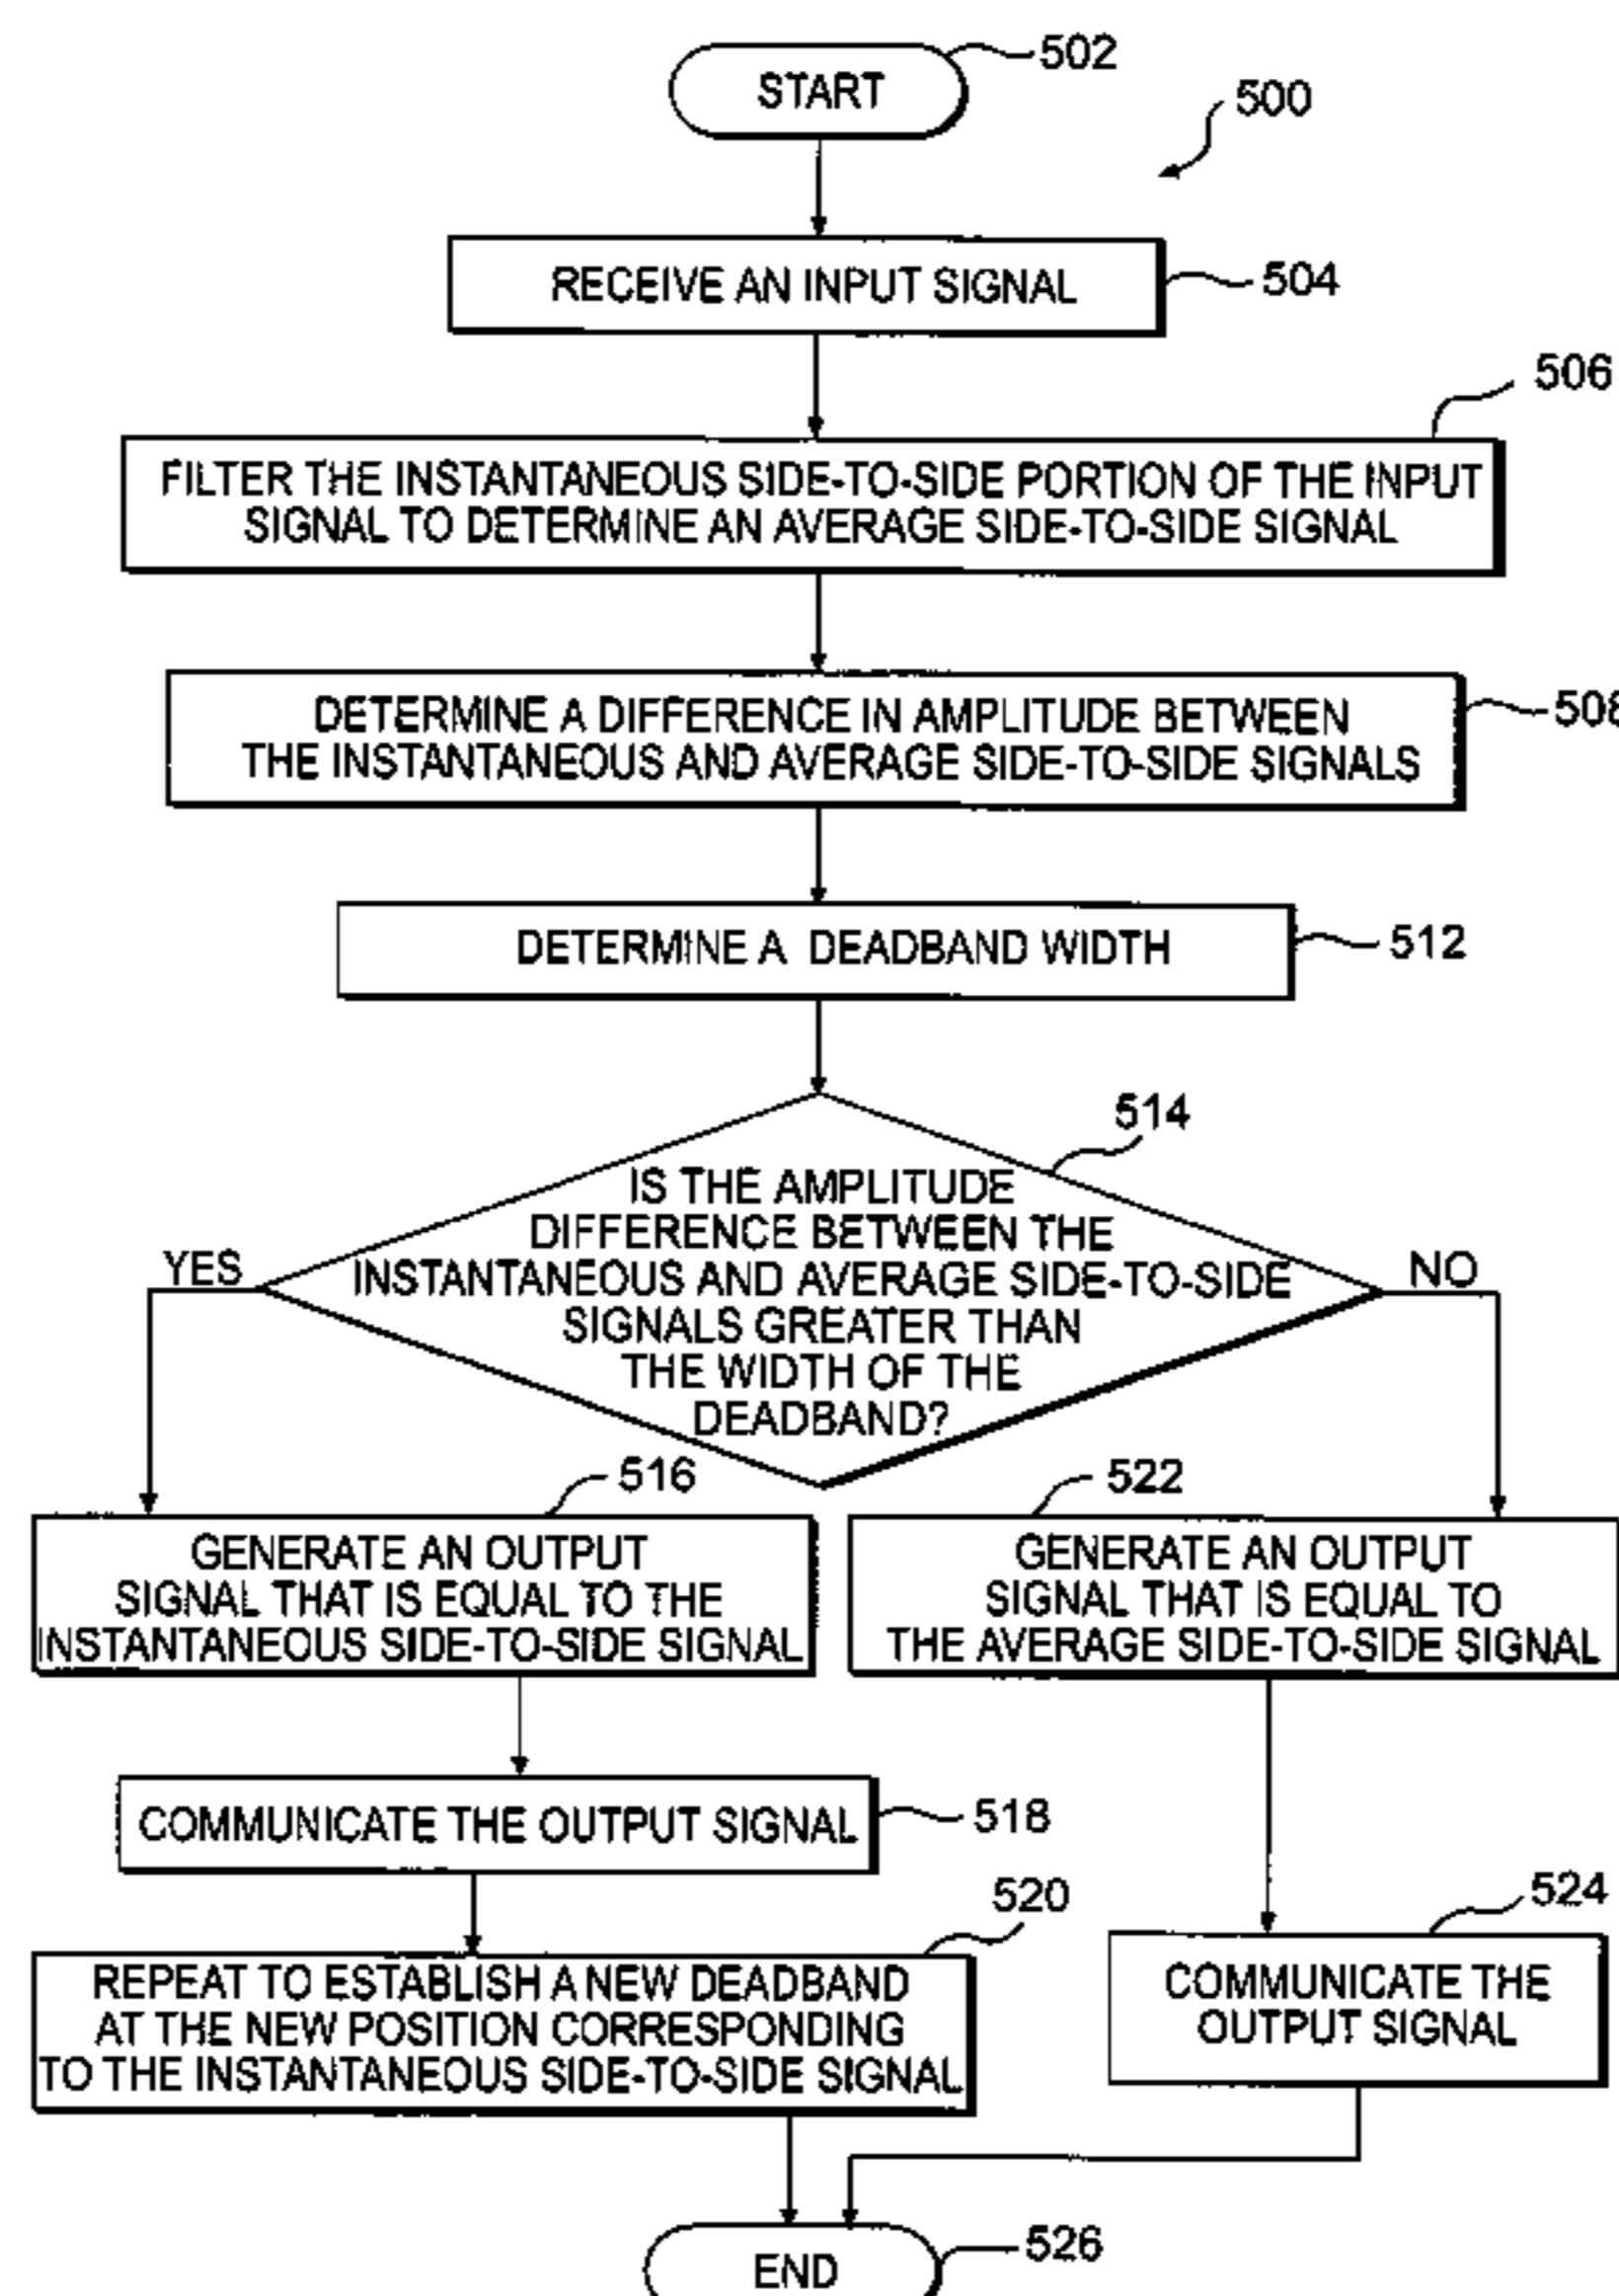 START
502
500
RECEIVE AN INPUT SIGNAL
504
506
FILTER THE INSTANTANEOUS SIDE-TO-SIDE PORTION OF THE INPUT
SIGNAL TO DETERMINE AN AVERAGE SIDE-TO-SIDE SIGNAL
DETERMINE A DIFFERENCE IN AMPLITUDE BETWEEN
THE INSTANTANEOUS AND AVERAGE SIDE-TO-SIDE SIGNALS
508
DETERMINE A DEADBAND WIDTH
512
514
IS THE AMPLITUDE
DIFFERENCE BETWEEN THE
INSTANTANEOUS AND AVERAGE SIDE-TO-SIDE
SIGNALS GREATER THAN
THE WIDTH OF THE
DEADBAND?
YES
NO
516
GENERATE AN OUTPUT
SIGNAL THAT IS EQUAL TO THE
INSTANTANEOUS SIDE-TO-SIDE SIGNAL
522
GENERATE AN OUTPUT
SIGNAL THAT IS EQUAL TO
THE AVERAGE SIDE-TO-SIDE SIGNAL
COMMUNICATE THE OUTPUT SIGNAL
518
520
REPEAT TO ESTABLISH A NEW DEADBAND
AT THE NEW POSITION CORRESPONDING
TO THE INSTANTANEOUS SIDE-TO-SIDE SIGNAL
524
COMMUNICATE THE
OUTPUT SIGNAL
END
526